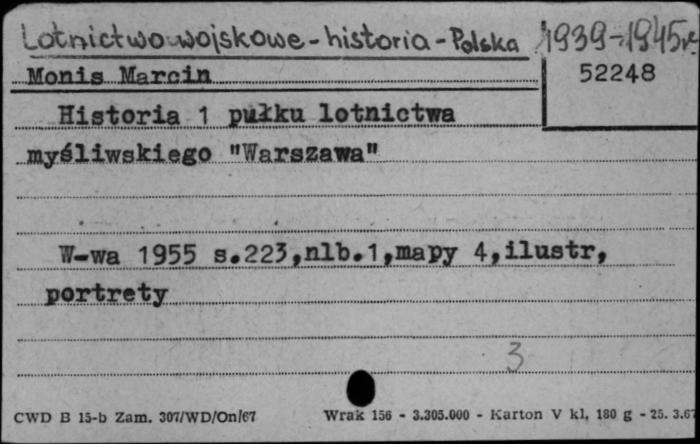 Lotnictwo wojskowe - historia - Polska 1939-1945 r.
Monis Marcin 52248
Historia 1 pułku lotnictwa
myśliwskiego "Warszawa"
W-wa 1955 s.223,nlb.1,mapy 4,ilustr,
portrety
3
CWD B 15-b Zam. 307/WD/On/67 Wrak 156 - 3.305.000 - Karton V kl. 180 g - 25. 3.67